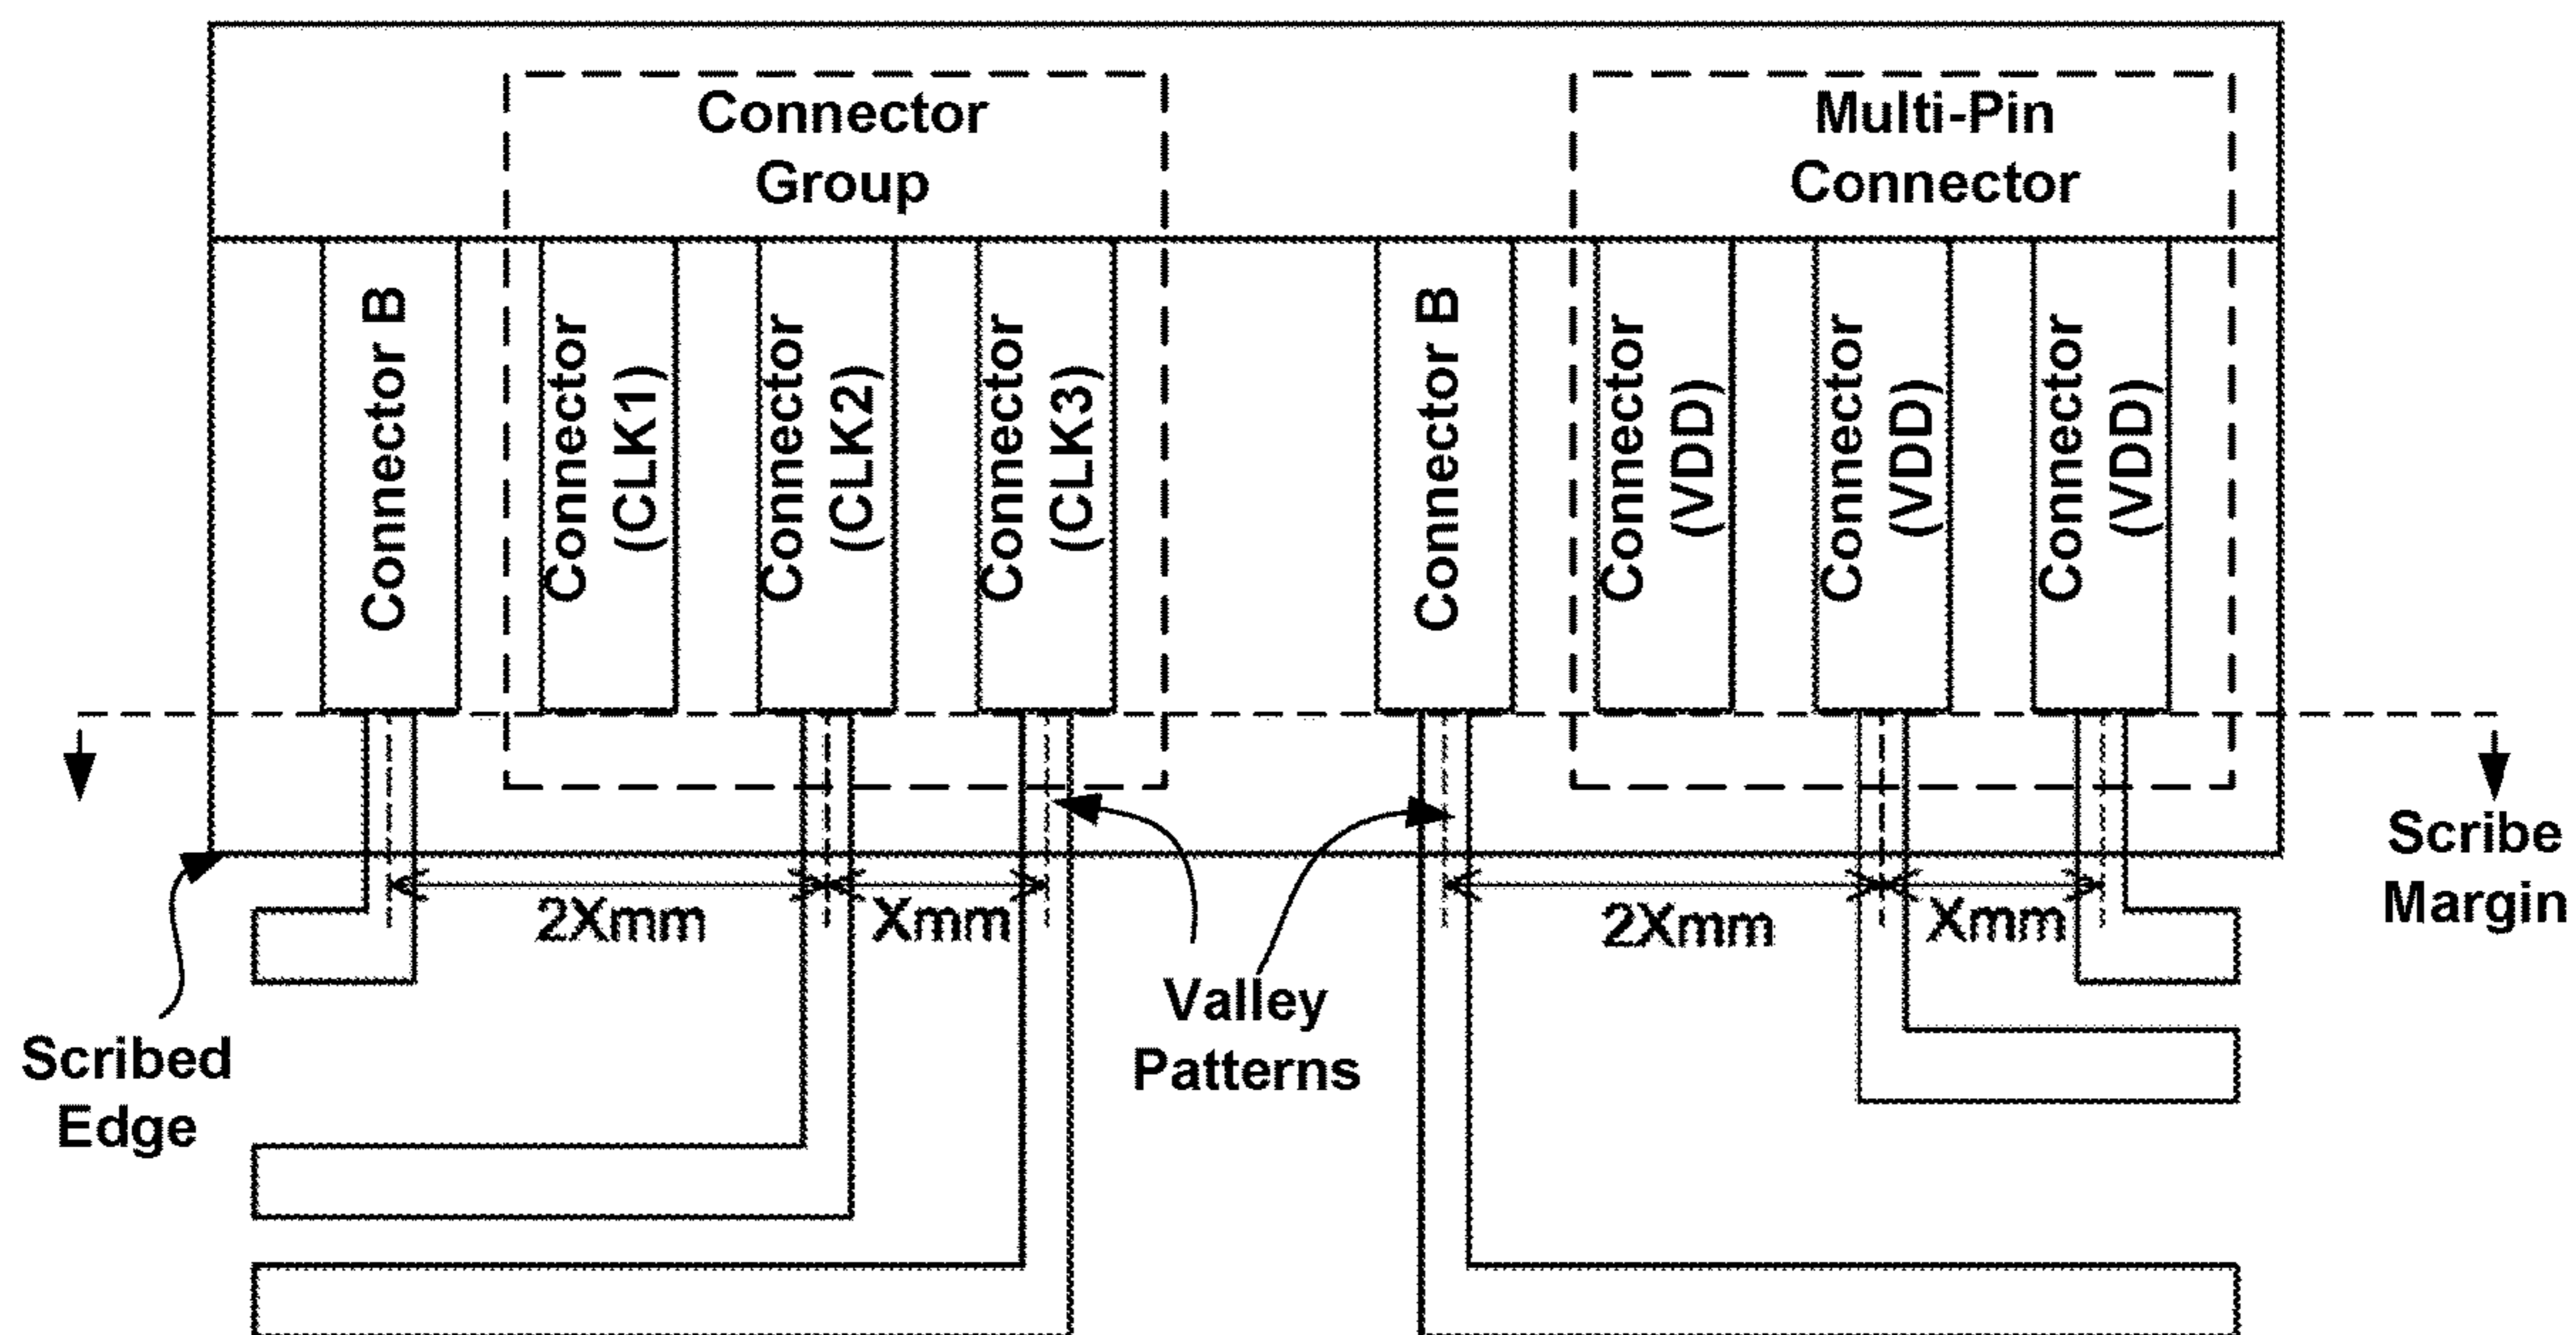 Connector
Group
Multi-Pin
Connector
Connector B
Connector
(CLK1)
Connector
(CLK2)
Connector
(CLK3)
Connector B
Connector
(VDD)
Connector
(VDD)
Connector
(VDD)
Scribe
Margin
2Xmm
Xmm
2Xmm
Xmm
Valley
Patterns
Scribed
Edge